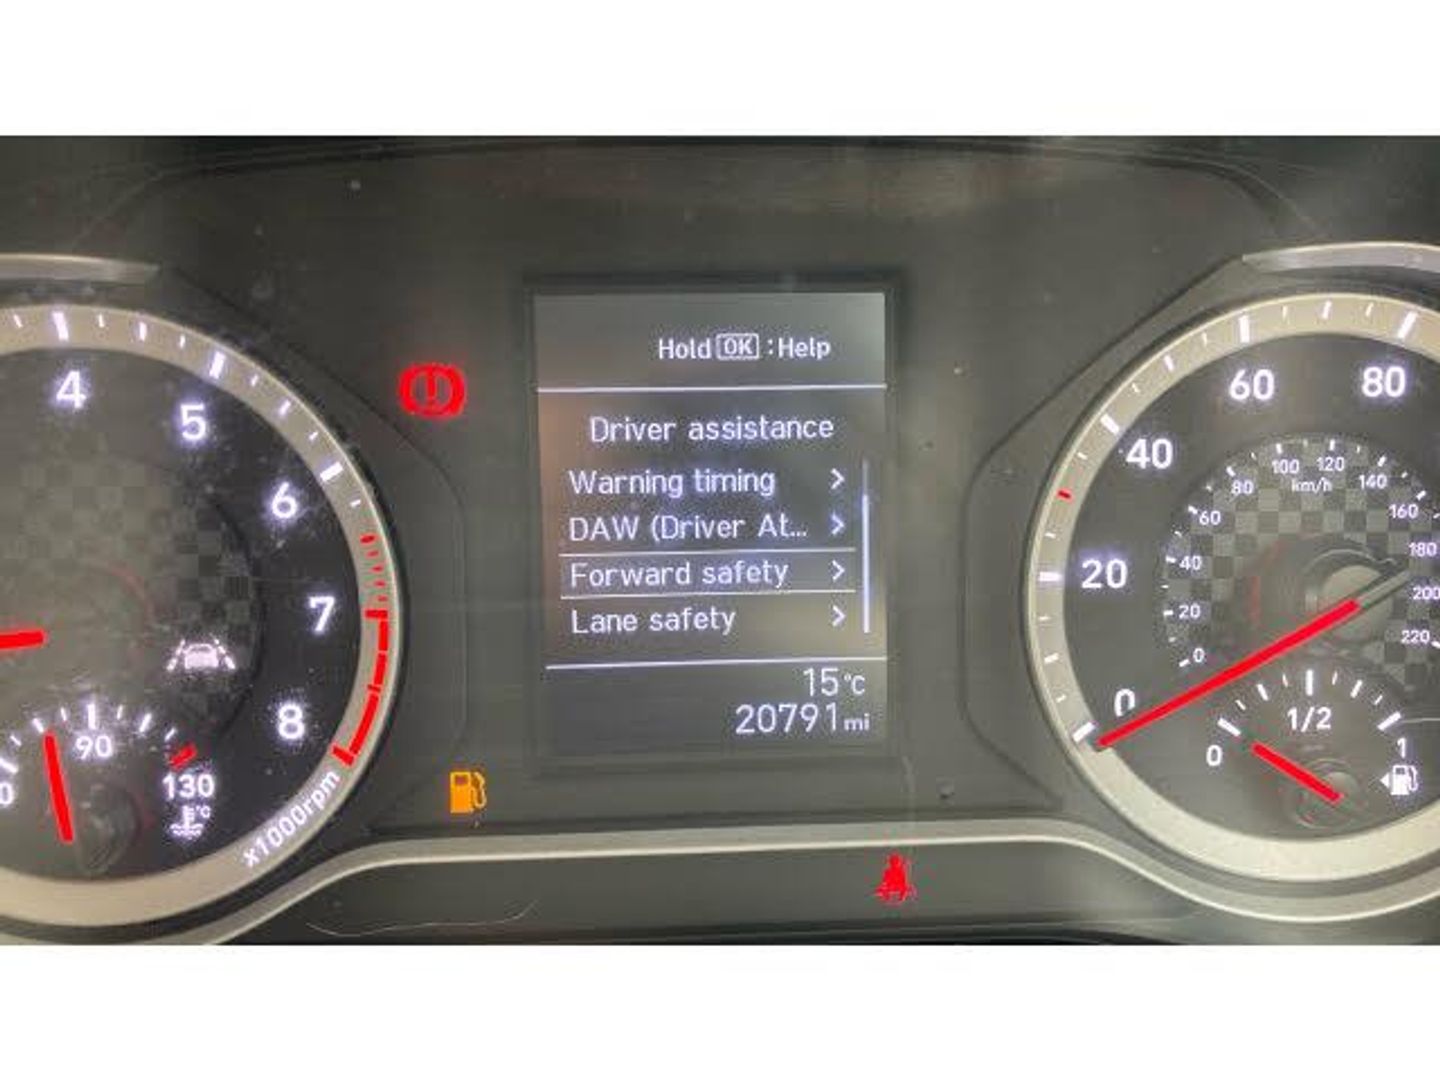 Hold OK : Help
Driver assistance
Warning timing >
DAW (Driver At... >
Forward safety >
Lane safety >
15°C
20791 mi
4
5
6
7
8
x1000rpm
90
130
°C
0
20
40
60
80
km/h
0
20
40
60
80
100
120
140
160
180
200
220
0
1/2
1